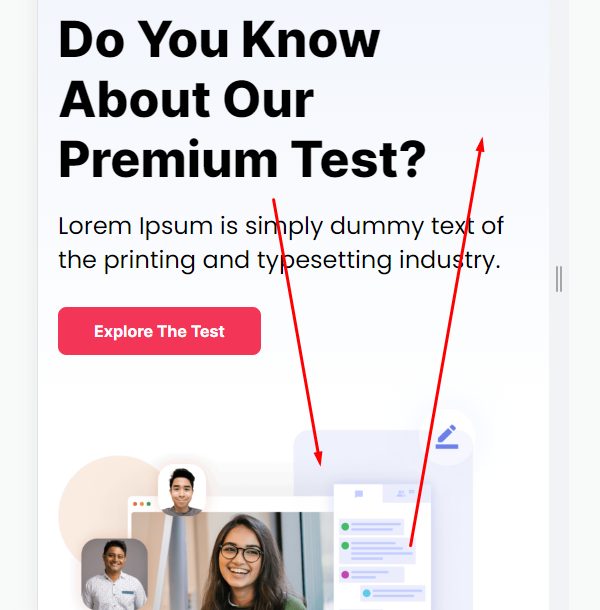 Do You Know
About Our
Premium Test?
Lorem Ipsum is simply dummy text of
the printing and typesetting industry.
Explore The Test